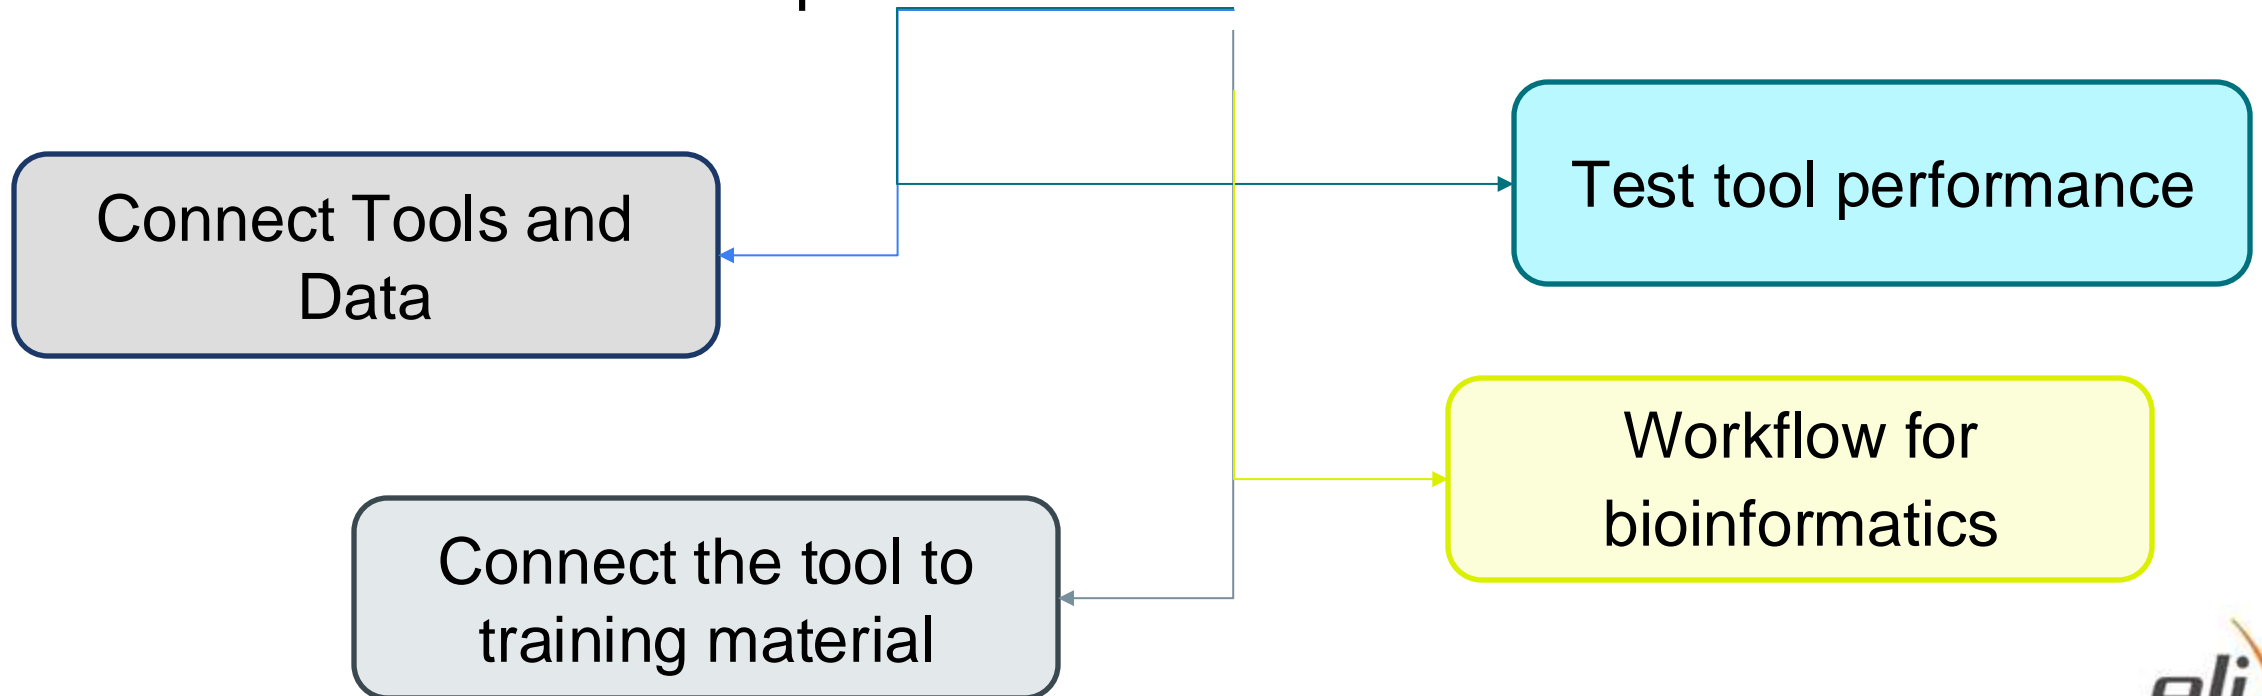 Connect Tools and
Data
Test tool performance
Workflow for
bioinformatics
Connect the tool to
training material